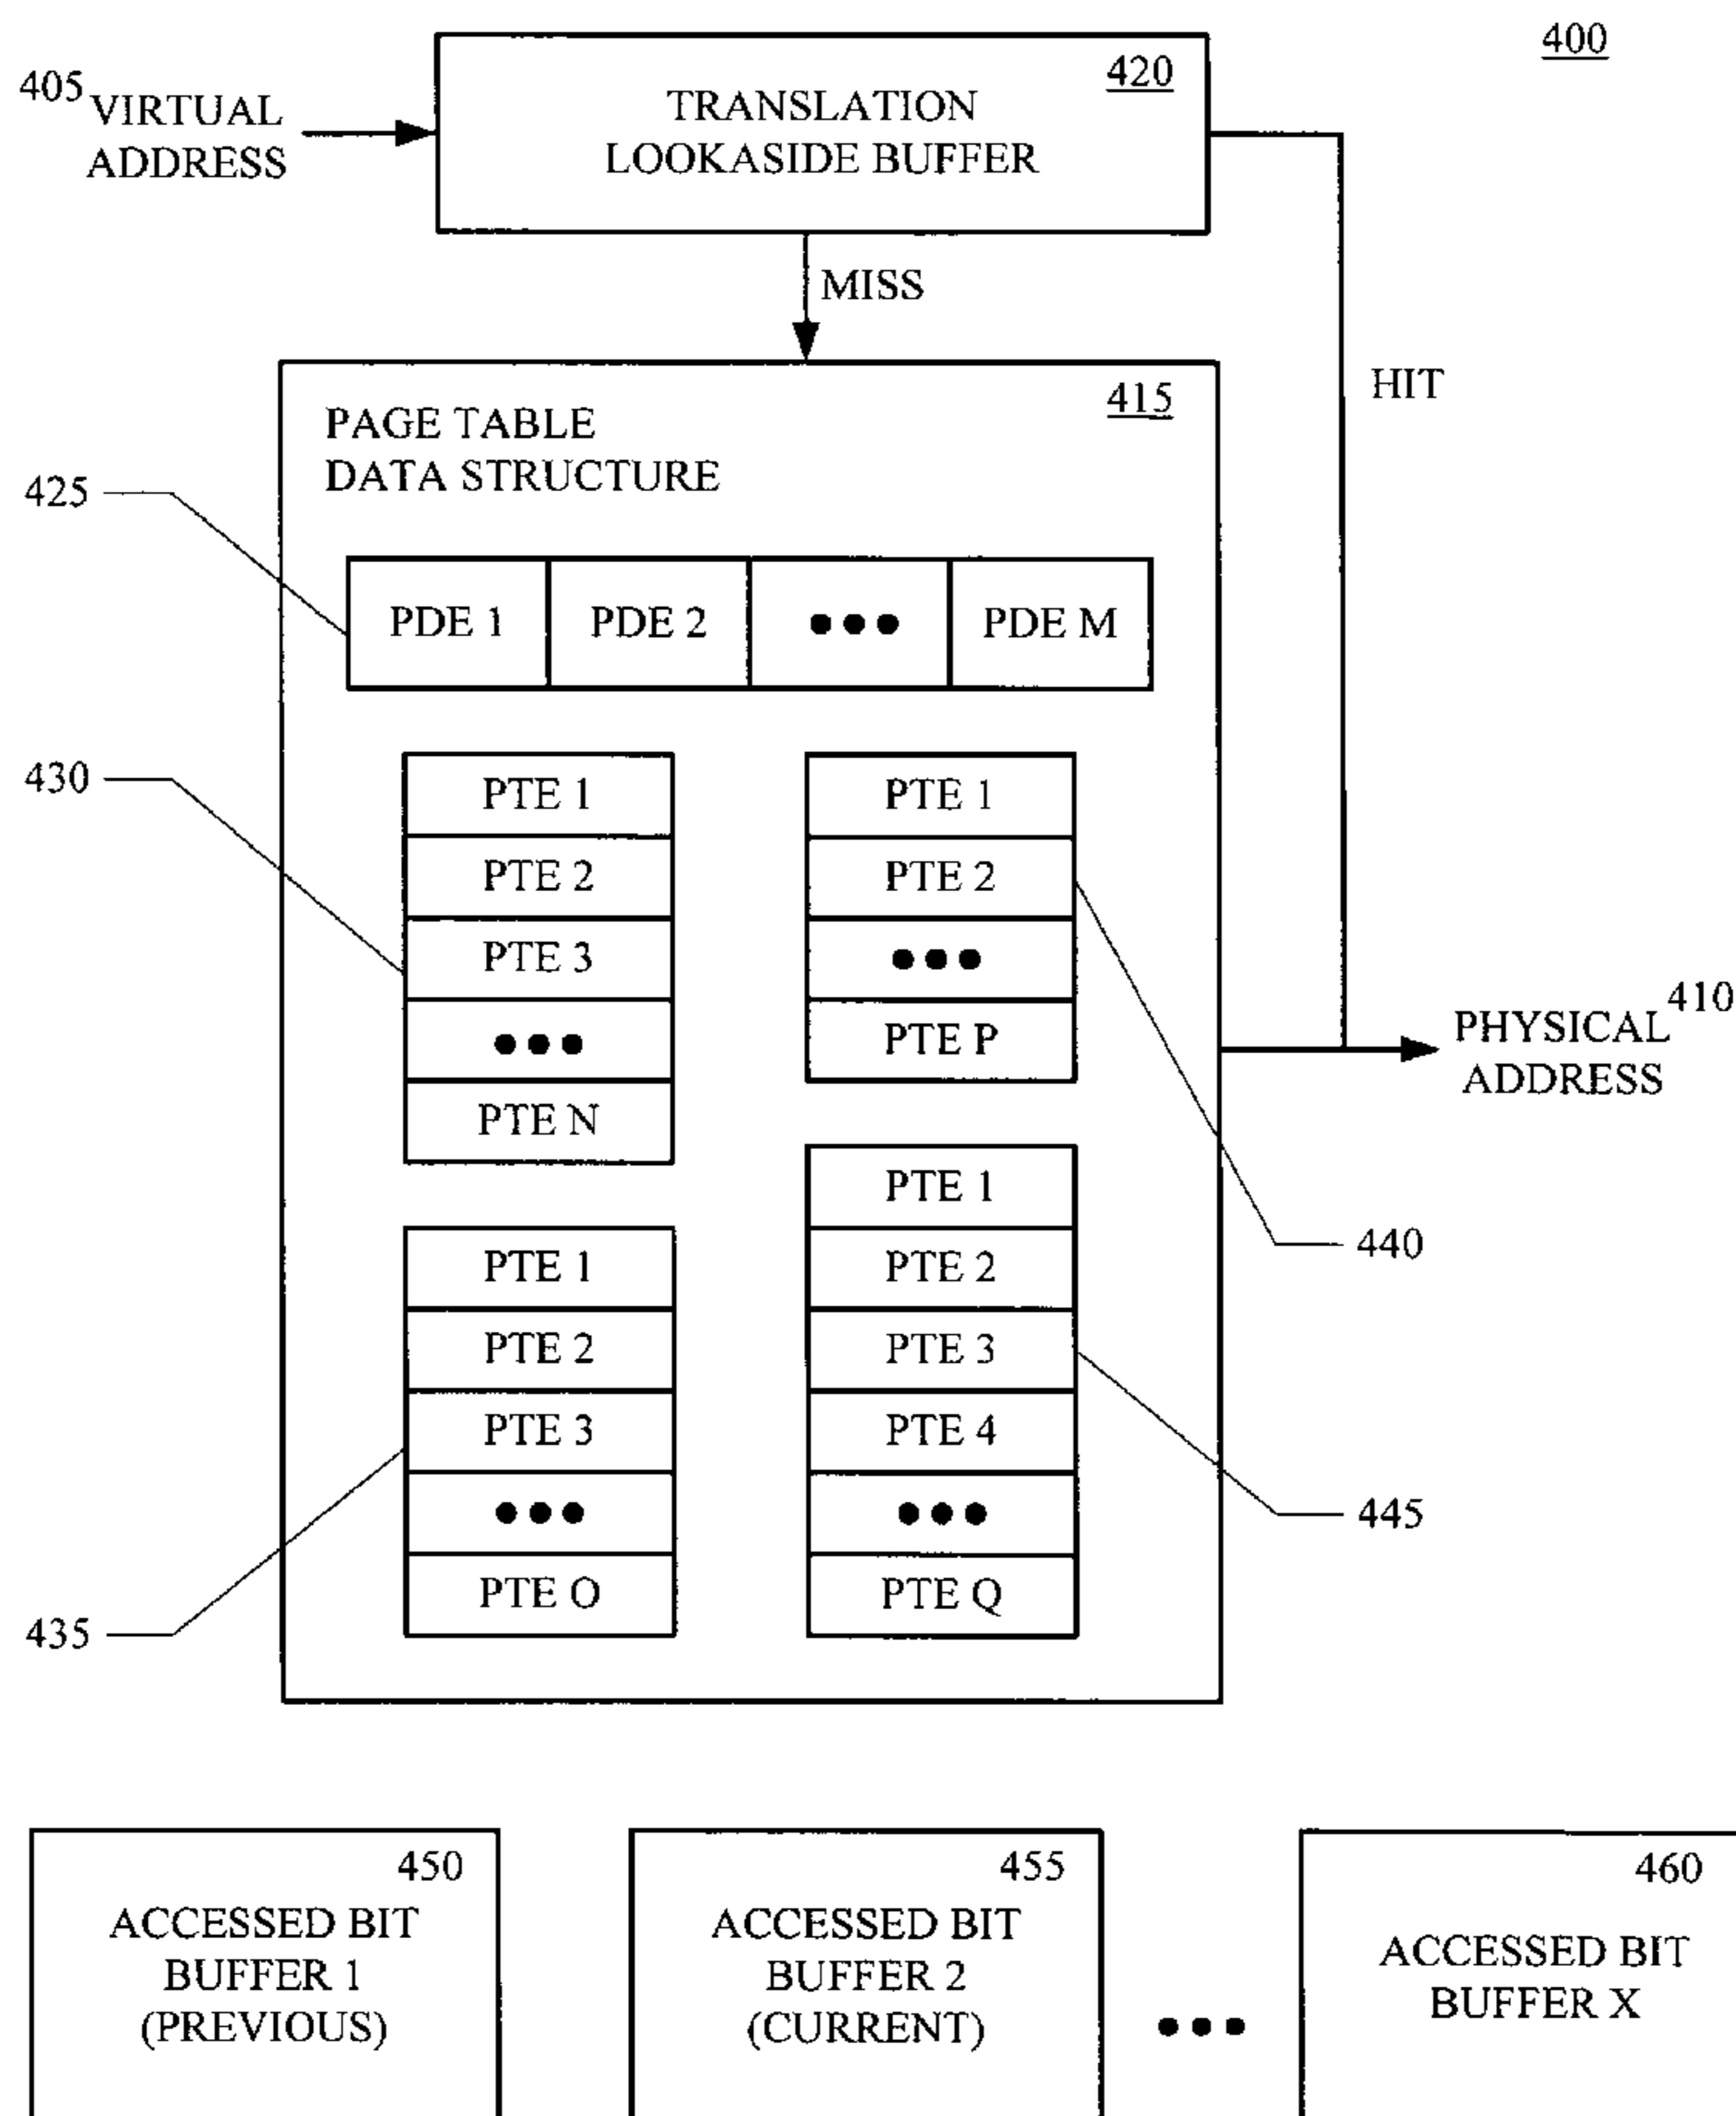 400
405
VIRTUAL
ADDRESS
420
TRANSLATION
LOOKASIDE BUFFER
MISS
HIT
415
PAGE TABLE
DATA STRUCTURE
425
PDE 1
PDE 2
•••
PDE M
430
PTE 1
PTE 2
PTE 3
•••
PTE N
PTE 1
PTE 2
•••
PTE P
440
410
PHYSICAL
ADDRESS
435
PTE 1
PTE 2
PTE 3
•••
PTE O
PTE 1
PTE 2
PTE 3
PTE 4
•••
PTE Q
445
450
ACCESSED BIT
BUFFER 1
(PREVIOUS)
455
ACCESSED BIT
BUFFER 2
(CURRENT)
•••
460
ACCESSED BIT
BUFFER X